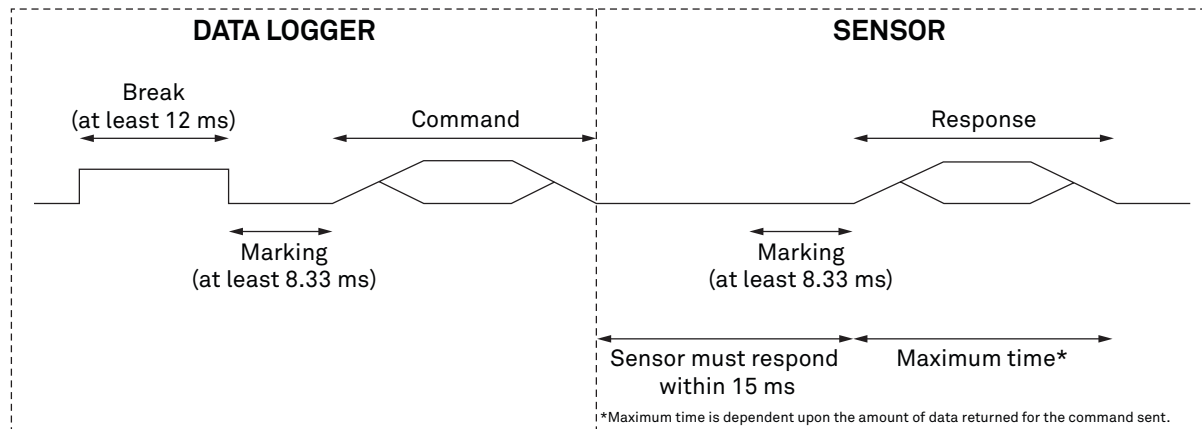 DATA LOGGER
SENSOR
Break
(at least 12 ms)
Command
Response
Marking
(at least 8.33 ms)
Marking
(at least 8.33 ms)
Sensor must respond
within 15 ms
Maximum time*
*Maximum time is dependent upon the amount of data returned for the command sent.